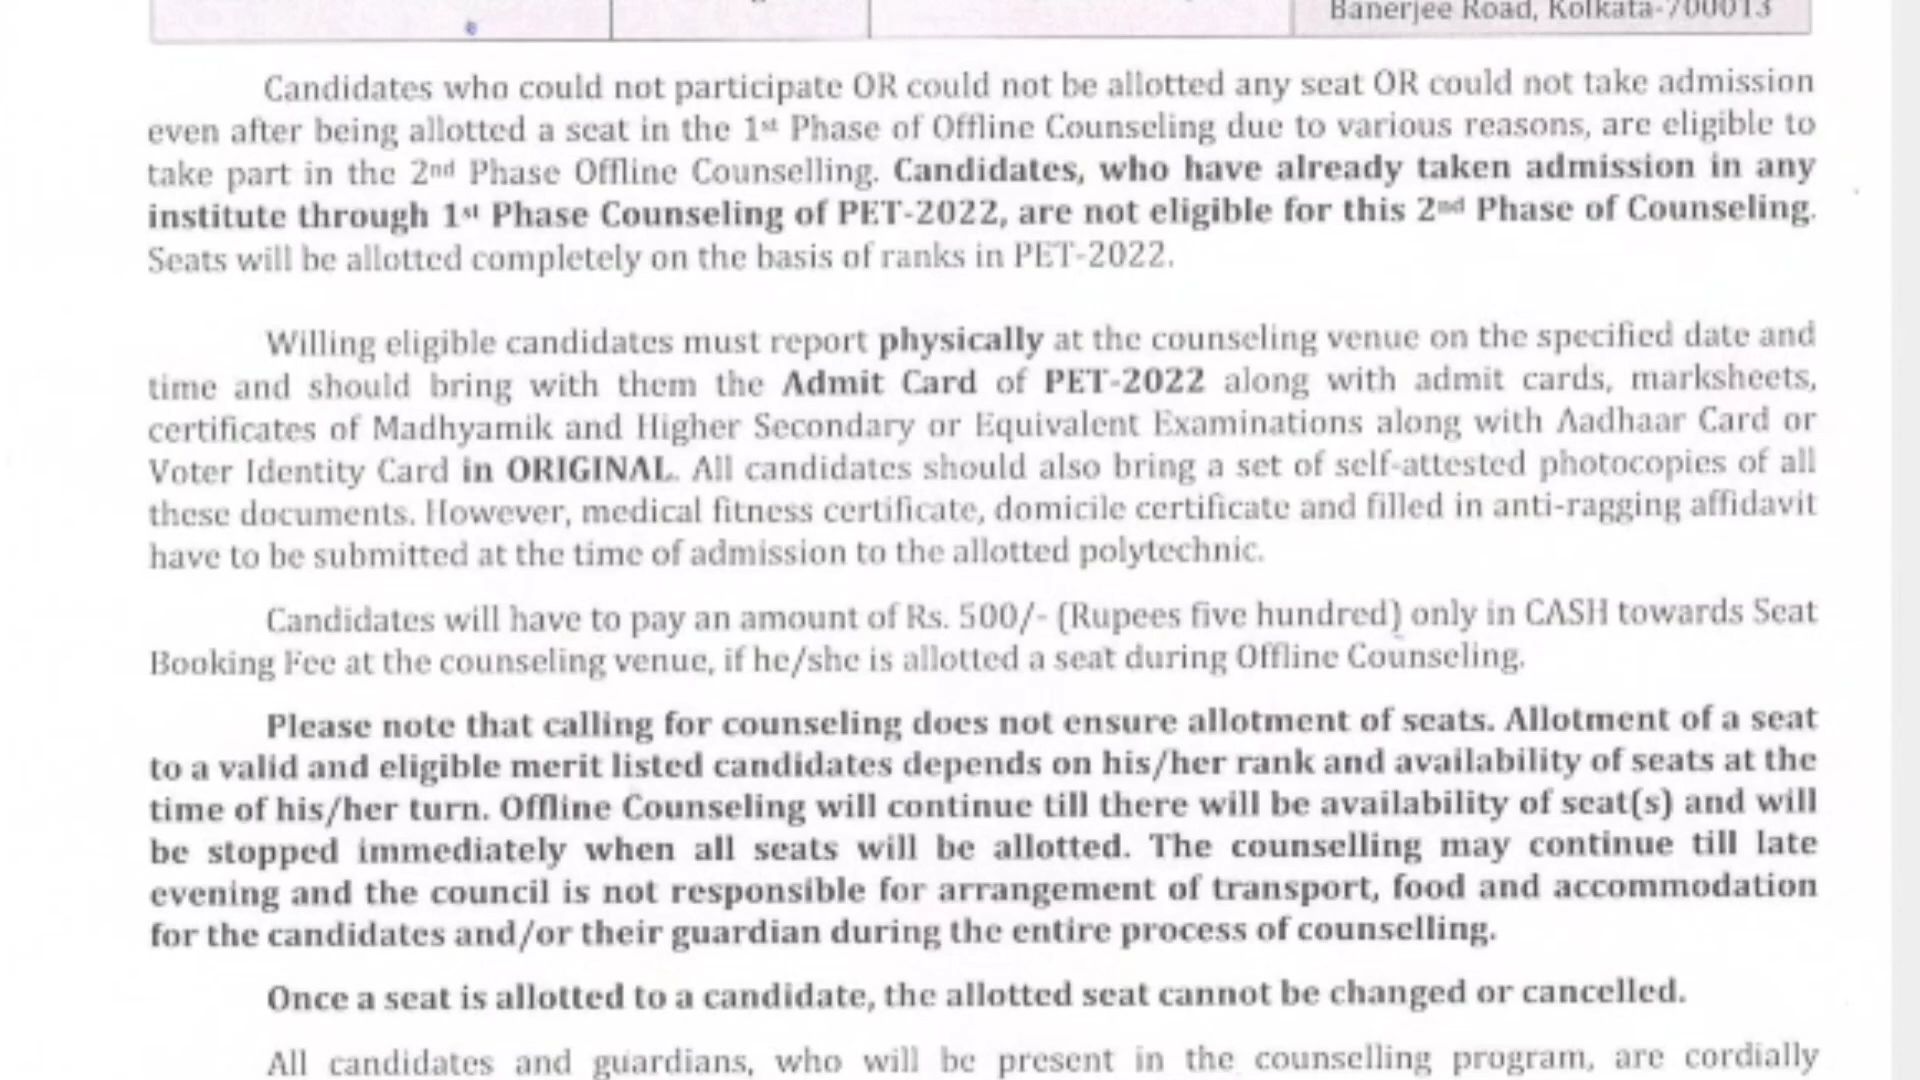 Banerjee Road, Kolkata-700013
Candidates who could not participate OR could not be allotted any seat OR could not take admission
even after being allotted a seat in the 1st Phase of Offline Counseling due to various reasons, are eligible to
take part in the 2nd Phase Offline Counselling. Candidates, who have already taken admission in any
institute through 1st Phase Counseling of PET-2022, are not eligible for this 2nd Phase of Counseling.
Seats will be allotted completely on the basis of ranks in PET-2022.
Willing eligible candidates must report physically at the counseling venue on the specified date and
time and should bring with them the Admit Card of PET-2022 along with admit cards, marksheets,
certificates of Madhyamik and Higher Secondary or Equivalent Examinations along with Aadhaar Card or
Voter Identity Card in ORIGINAL. All candidates should also bring a set of self-attested photocopies of all
these documents. However, medical fitness certificate, domicile certificate and filled in anti-ragging affidavit
have to be submitted at the time of admission to the allotted polytechnic.
Candidates will have to pay an amount of Rs. 500/- (Rupees five hundred) only in CASH towards Seat
Booking Fee at the counseling venue, if he/she is allotted a seat during Offline Counseling.
Please note that calling for counseling does not ensure allotment of seats. Allotment of a seat
to a valid and eligible merit listed candidates depends on his/her rank and availability of seats at the
time of his/her turn. Offline Counseling will continue till there will be availability of seat(s) and will
be stopped immediately when all seats will be allotted. The counselling may continue till late
evening and the council is not responsible for arrangement of transport, food and accommodation
for the candidates and/or their guardian during the entire process of counselling.
Once a seat is allotted to a candidate, the allotted seat cannot be changed or cancelled.
All candidates and guardians, who will be present in the counselling program, are cordially